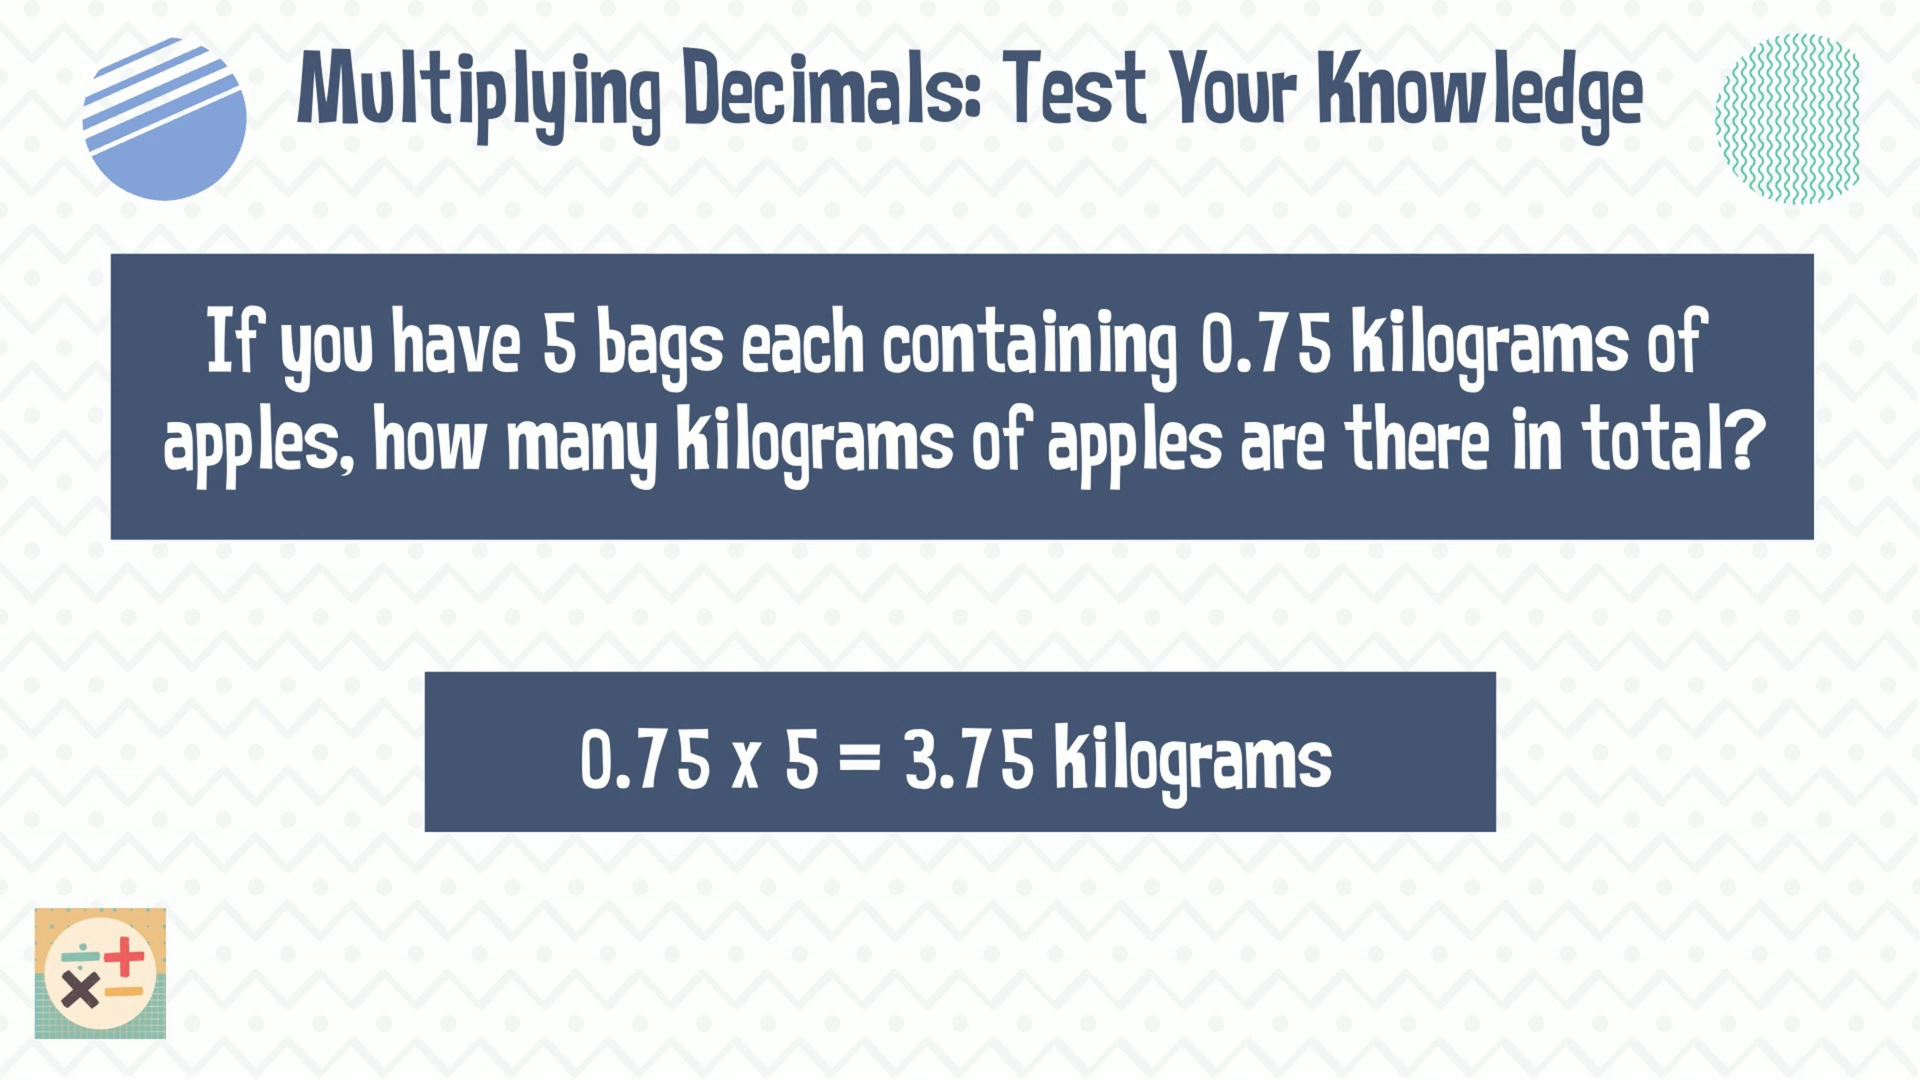 Multiplying Decimals: Test Your Knowledge
If you have 5 bags each containing 0.75 kilograms of
apples, how many kilograms of apples are there in total?
0.75 x 5 = 3.75 kilograms